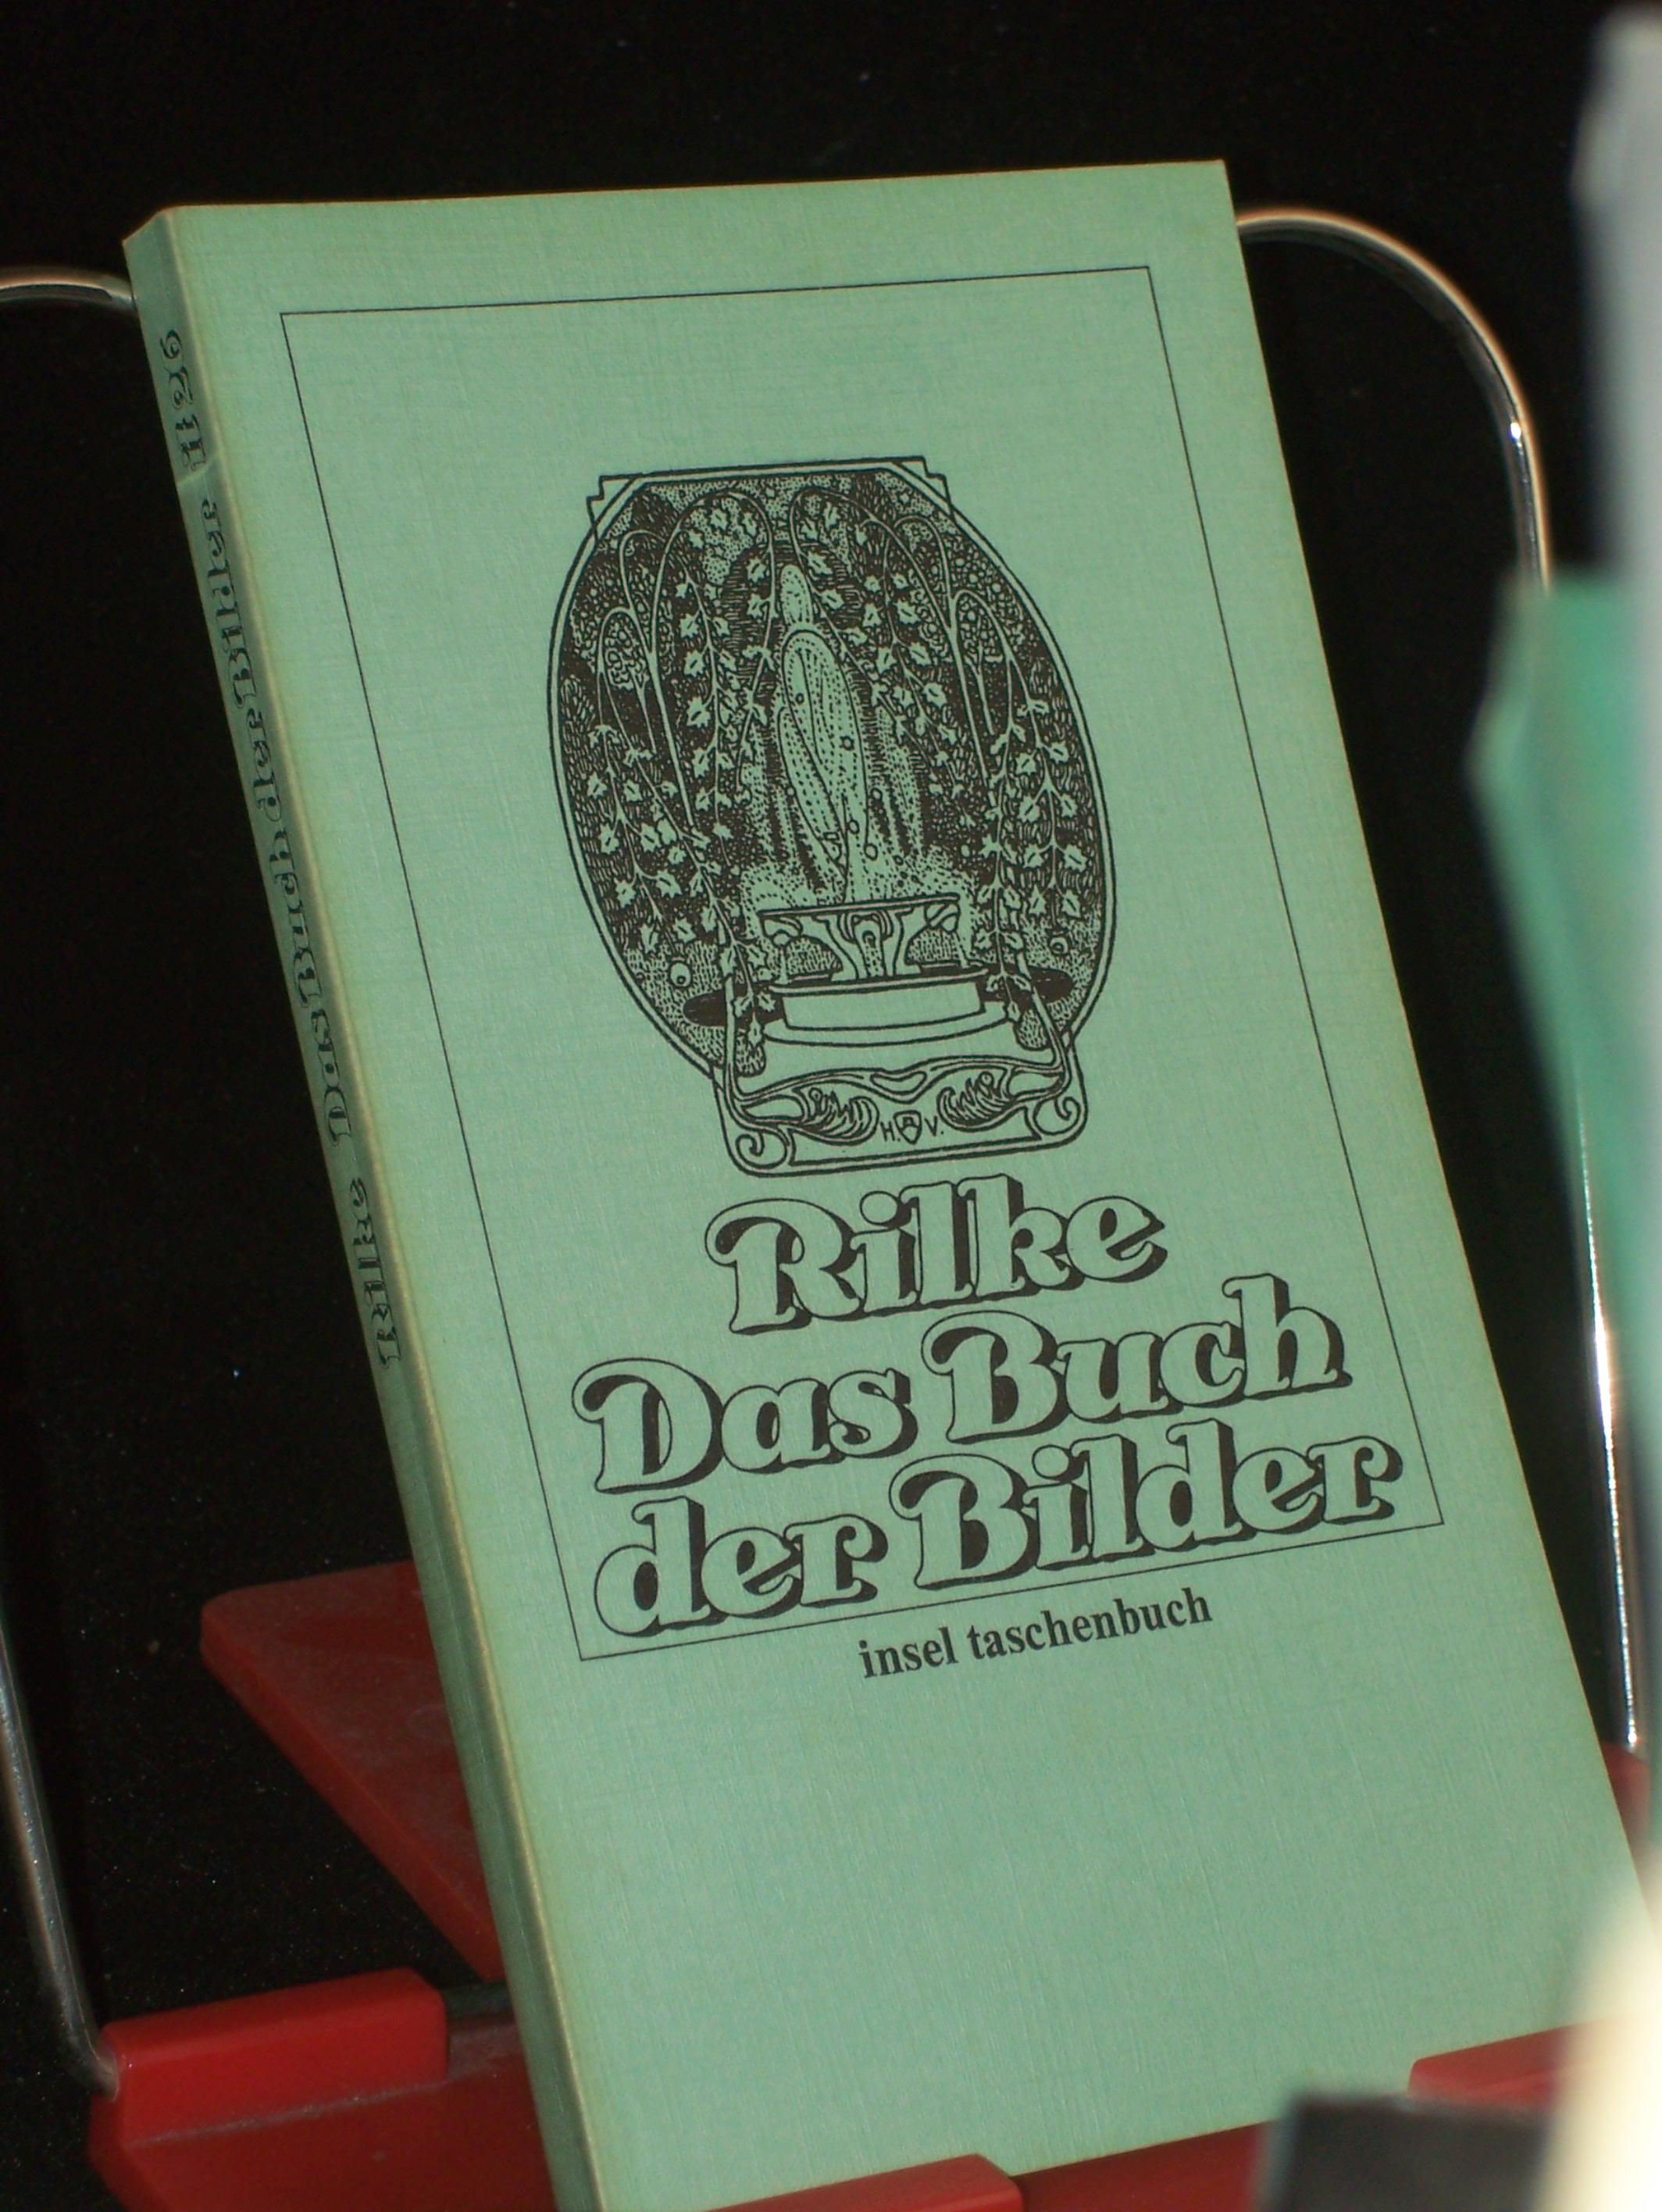 H. V.
Rilke
Das Buch
der Bilder
insel taschenbuch
Rilke Das Buch der Bilder it 26